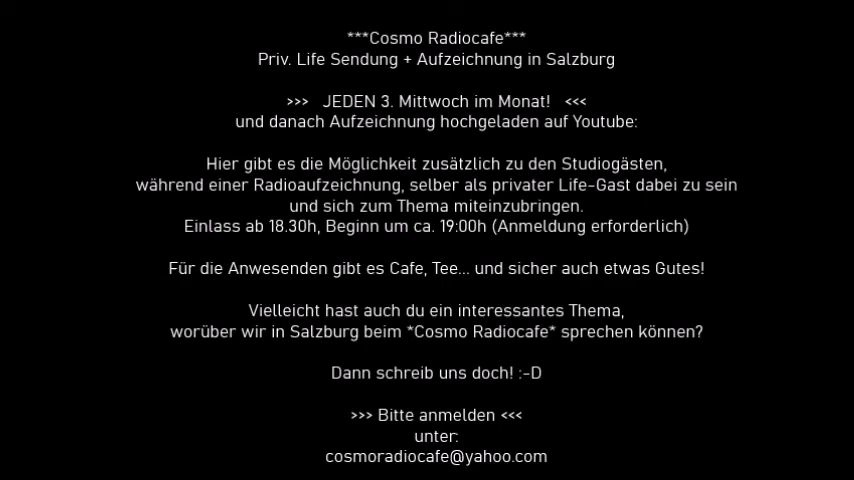 ***Cosmo Radiocafe***
Priv. Life Sendung + Aufzeichnung in Salzburg
>>> JEDEN 3. Mittwoch im Monat! <<<
und danach Aufzeichnung hochgeladen auf Youtube:
Hier gibt es die Möglichkeit zusätzlich zu den Studiogästen,
während einer Radioaufzeichnung, selber als privater Life-Gast dabei zu sein
und sich zum Thema miteinzubringen.
Einlass ab 18.30h, Beginn um ca. 19:00h (Anmeldung erforderlich)
Für die Anwesenden gibt es Cafe, Tee... und sicher auch etwas Gutes!
Vielleicht hast auch du ein interessantes Thema,
worüber wir in Salzburg beim *Cosmo Radiocafe* sprechen können?
Dann schreib uns doch! :-D
>>> Bitte anmelden <<<
unter:
cosmoradiocafe@yahoo.com